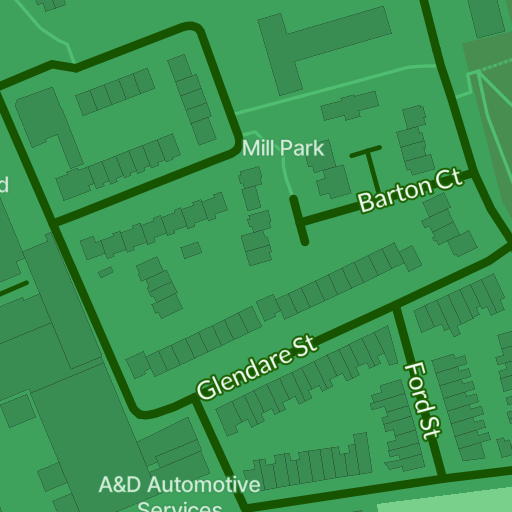 Mill Park
d
Barton Ct
Glendare St
Ford St
A&D Automotive
Services